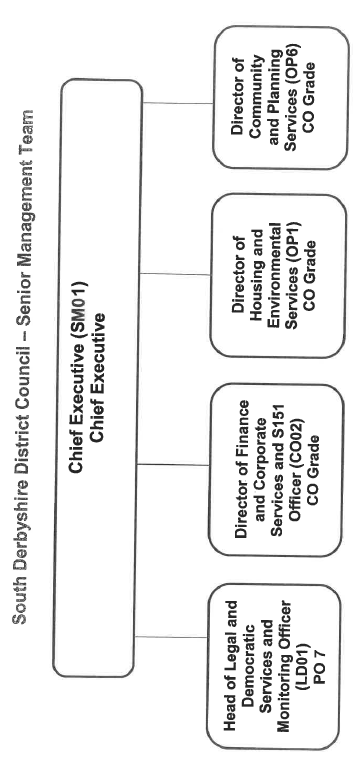 South Derbyshire District Council – Senior Management Team
Chief Executive (SM01)
Chief Executive
Head of Legal and
Democratic
Services and
Monitoring Officer
(LD01)
PO 7
Director of Finance
and Corporate
Services and S151
Officer (CO02)
CO Grade
Director of
Housing and
Environmental
Services (OP1)
CO Grade
Director of
Community
and Planning
Services (OP6)
CO Grade